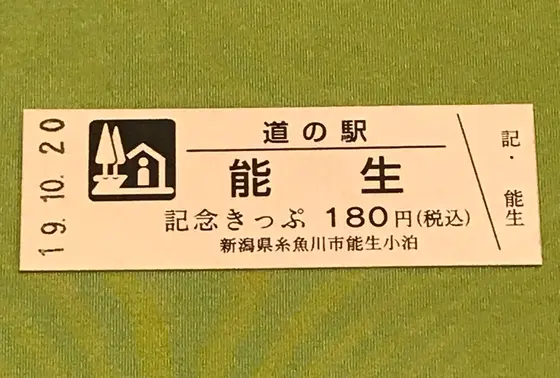 19.10.20
道の駅
能 生
記念きっぷ 180円(税込)
新潟県糸魚川市能生小泊
記・能生